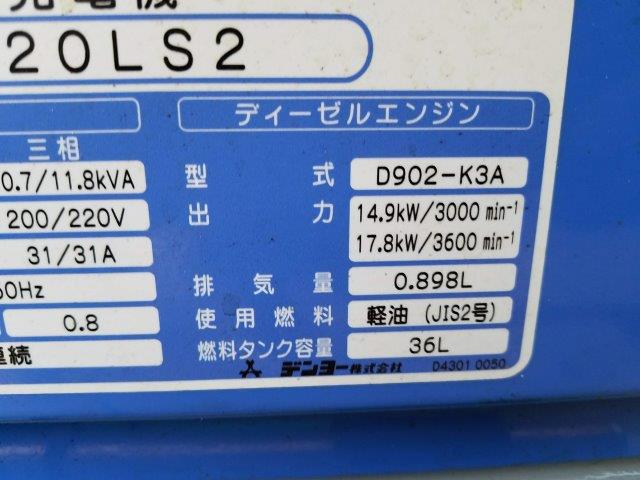 20LS2
三相
0.7/11.8kVA
200/220V
31/31A
60Hz
0.8
連続
ディーゼルエンジン
型式 D902-K3A
出力 14.9kW/3000 min⁻¹
17.8kW/3600 min⁻¹
排気量 0.898L
使用燃料 軽油 (JIS2号)
燃料タンク容量 36L
デンヨー株式会社 D4301 0050